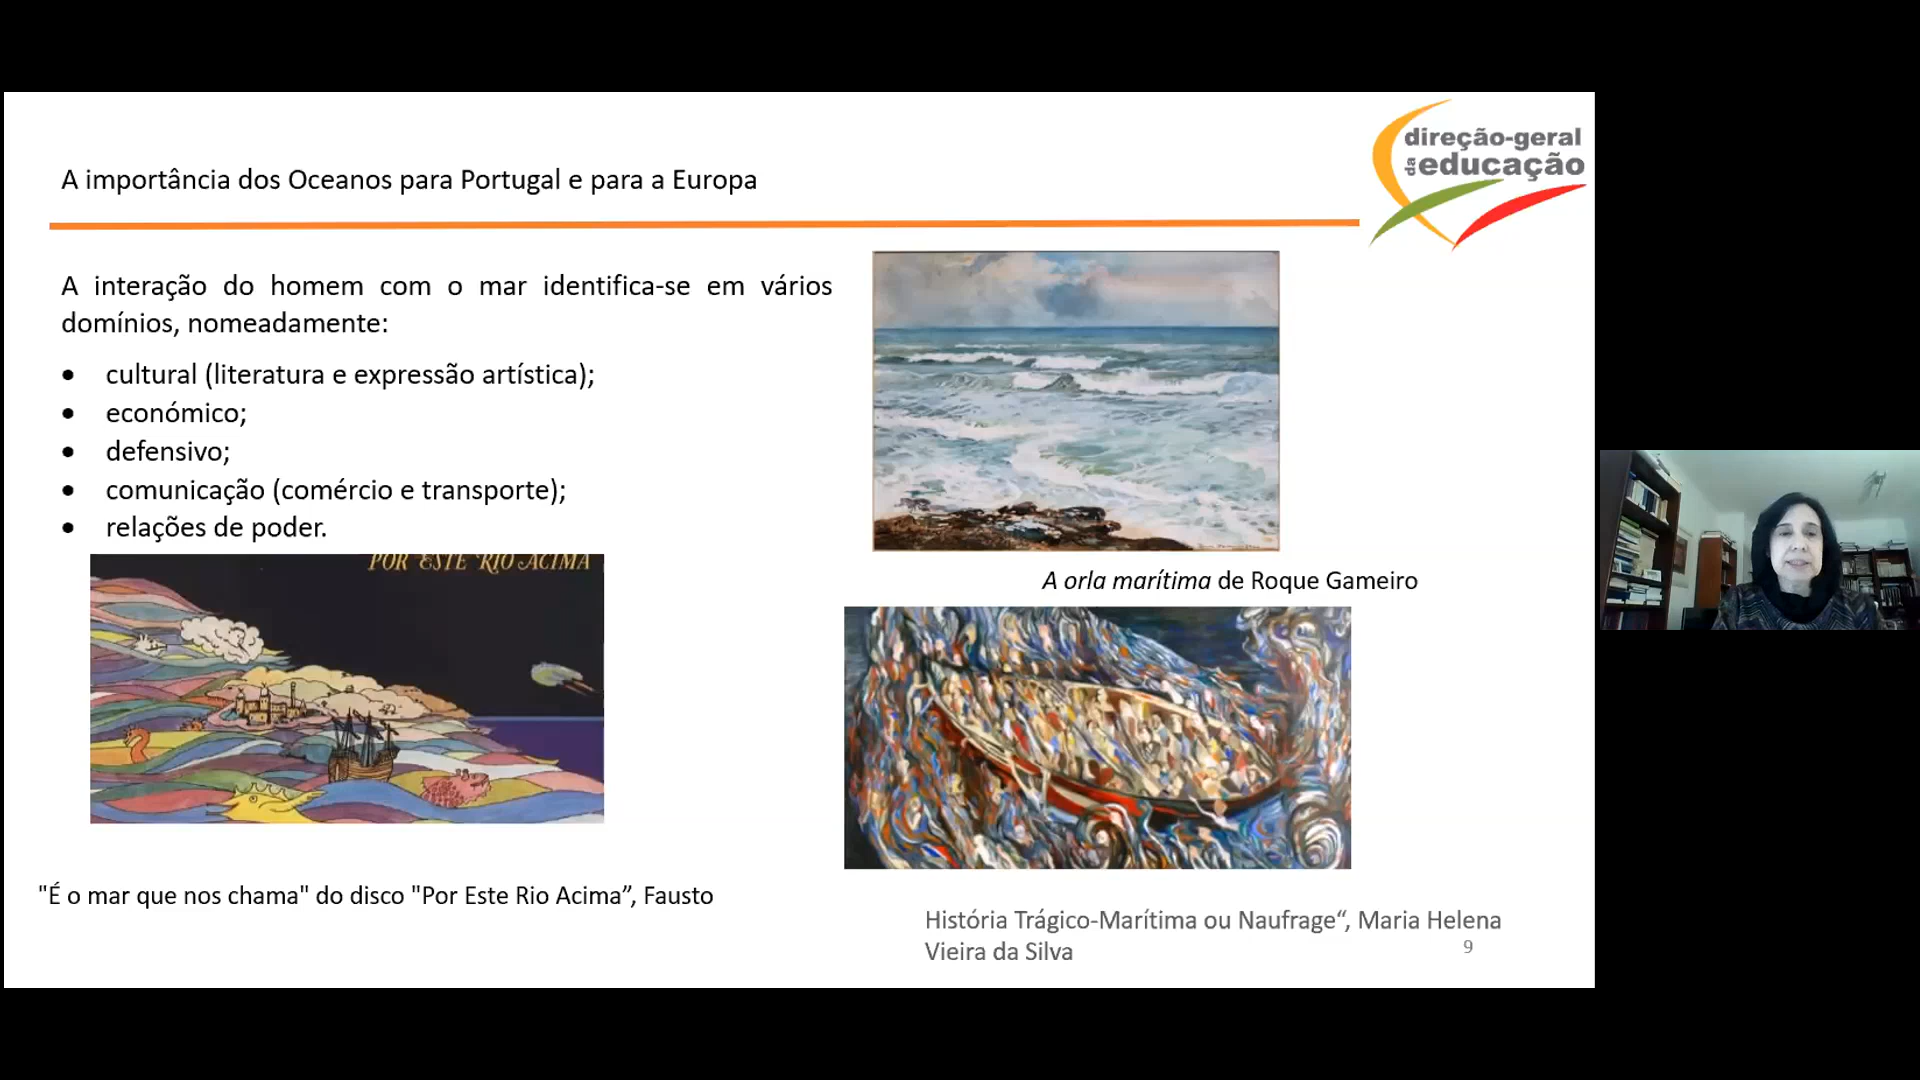 direção-geral
da educação
A importância dos Oceanos para Portugal e para a Europa
A interação do homem com o mar identifica-se em vários
domínios, nomeadamente:
• cultural (literatura e expressão artística);
• económico;
• defensivo;
• comunicação (comércio e transporte);
• relações de poder.
POR ESTE RIO ACIMA
A orla marítima de Roque Gameiro
"É o mar que nos chama" do disco "Por Este Rio Acima”, Fausto
História Trágico-Marítima ou Naufrage“, Maria Helena
Vieira da Silva
9